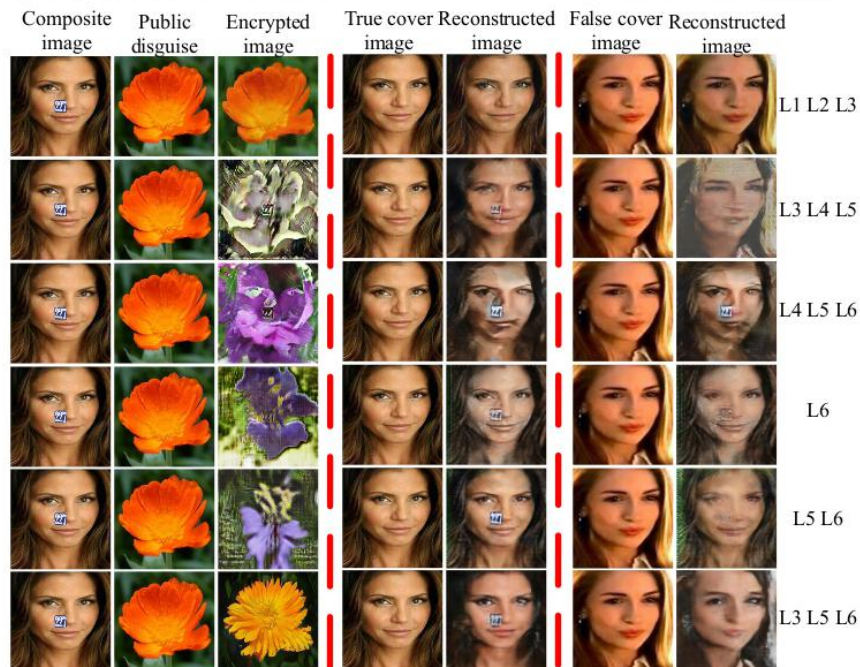 Composite image
Public disguise
Encrypted image
True cover image
Reconstructed image
False cover image
Reconstructed image
L1 L2 L3
L3 L4 L5
L4 L5 L6
L6
L5 L6
L3 L5 L6